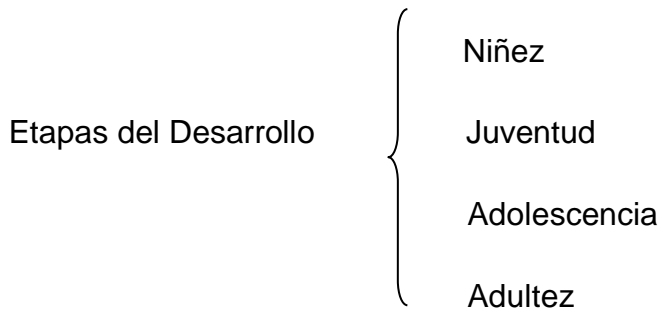 Niñez
Etapas del Desarrollo Juventud
Adolescencia
Adultez